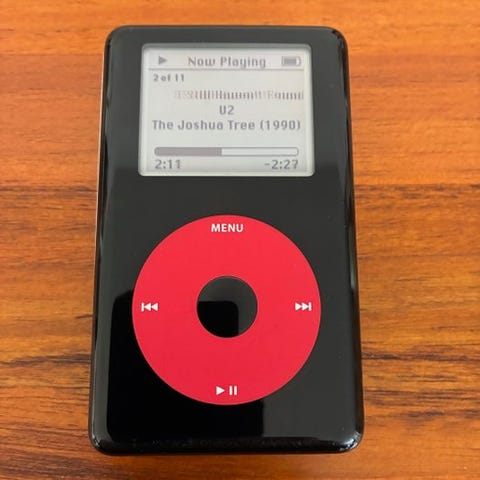 Now Playing
2 of 11
U2
The Joshua Tree (1990)
2:11 -2:27
MENU